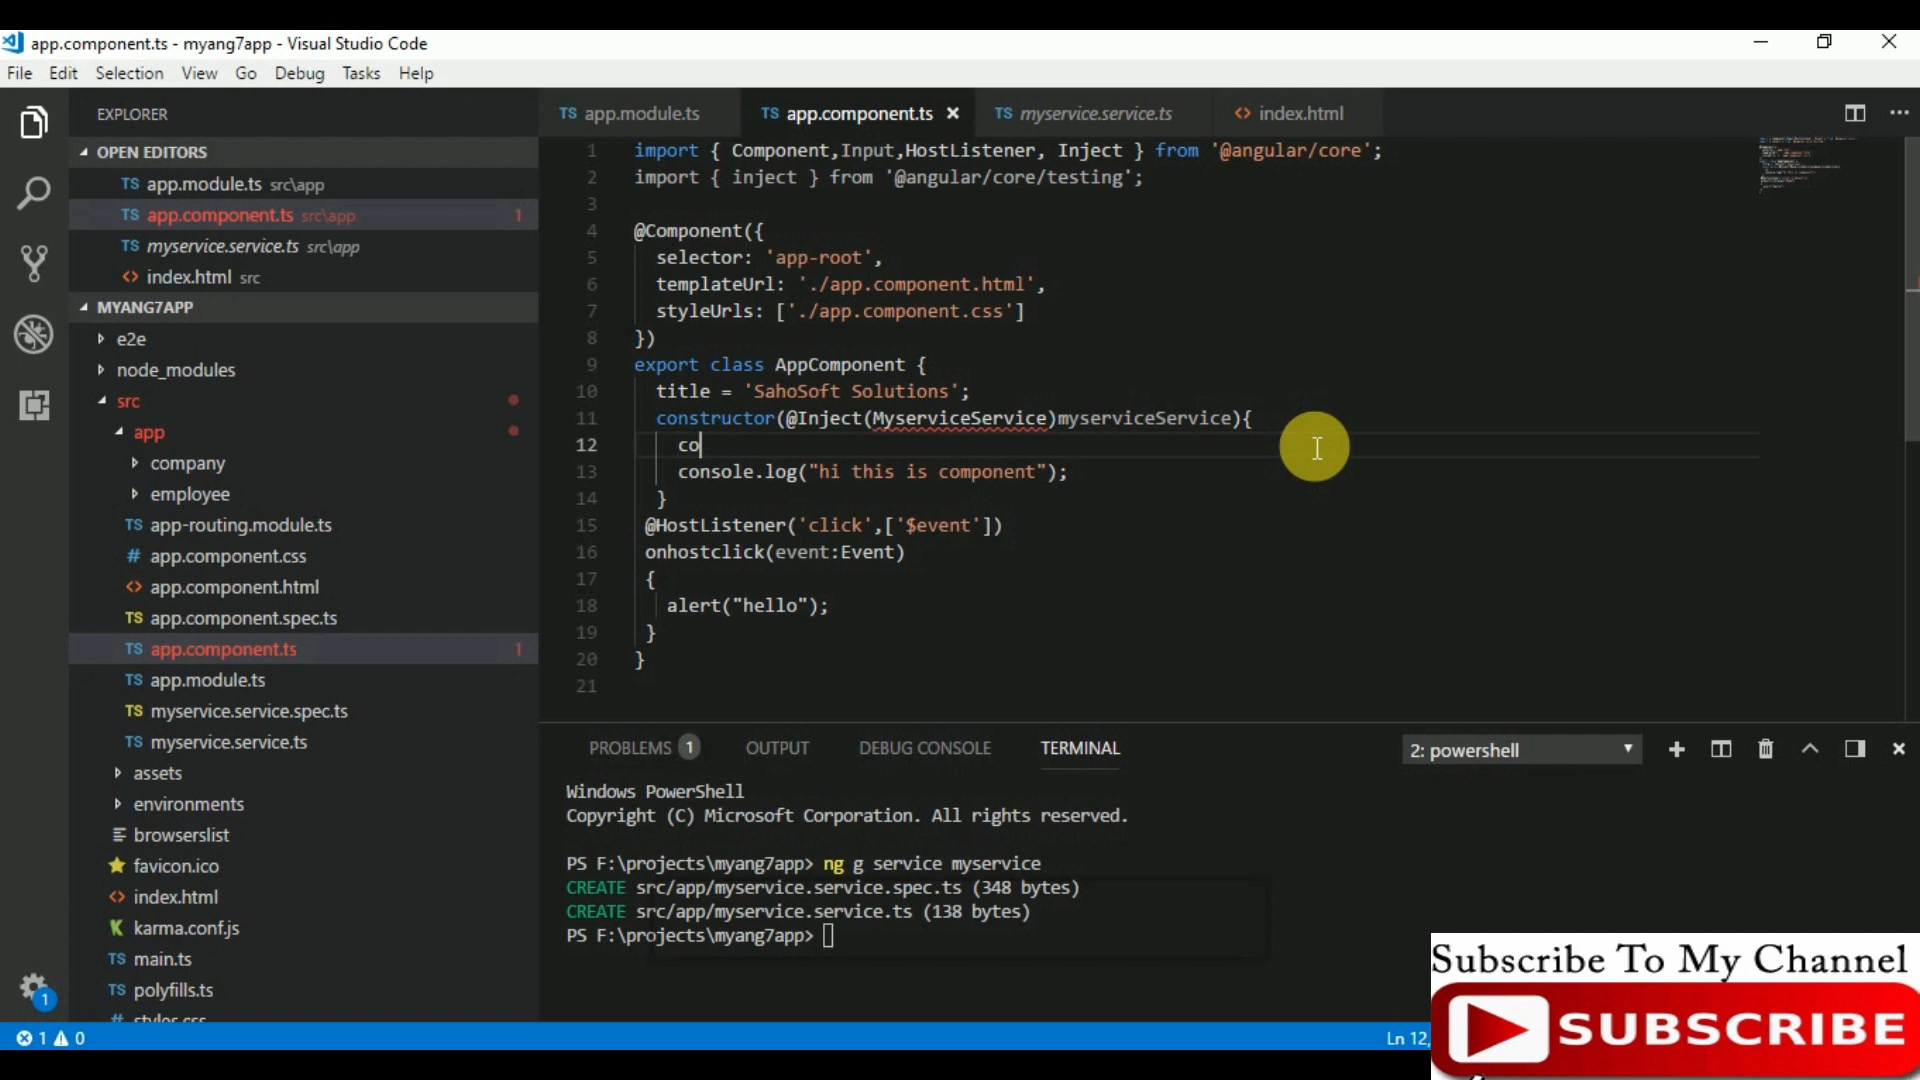 app.component.ts - myang7app - Visual Studio Code
File Edit Selection View Go Debug Tasks Help
EXPLORER
OPEN EDITORS
TS app.module.ts src\app
TS app.component.ts src\app 1
TS myservice.service.ts src\app
<> index.html src
MYANG7APP
e2e
node_modules
src
app
company
employee
TS app-routing.module.ts
# app.component.css
<> app.component.html
TS app.component.spec.ts
TS app.component.ts 1
TS app.module.ts
TS myservice.service.spec.ts
TS myservice.service.ts
assets
environments
browserslist
favicon.ico
<> index.html
K karma.conf.js
TS main.ts
TS polyfills.ts
# styles.css
1
TS app.module.ts TS app.component.ts TS myservice.service.ts <> index.html
1 import { Component,Input,HostListener, Inject } from '@angular/core';
2 import { inject } from '@angular/core/testing';
3
4 @Component({
5 selector: 'app-root',
6 templateUrl: './app.component.html',
7 styleUrls: ['./app.component.css']
8 })
9 export class AppComponent {
10 title = 'SahoSoft Solutions';
11 constructor(@Inject(MyserviceService)myserviceService){
12 co
13 console.log("hi this is component");
14 }
15 @HostListener('click',['$event'])
16 onhostclick(event:Event)
17 {
18 alert("hello");
19 }
20 }
21
PROBLEMS 1 OUTPUT DEBUG CONSOLE TERMINAL 2: powershell
Windows PowerShell
Copyright (C) Microsoft Corporation. All rights reserved.
PS F:\projects\myang7app> ng g service myservice
CREATE src/app/myservice.service.spec.ts (348 bytes)
CREATE src/app/myservice.service.ts (138 bytes)
PS F:\projects\myang7app>
1 0
Ln 12,
Subscribe To My Channel
SUBSCRIBE